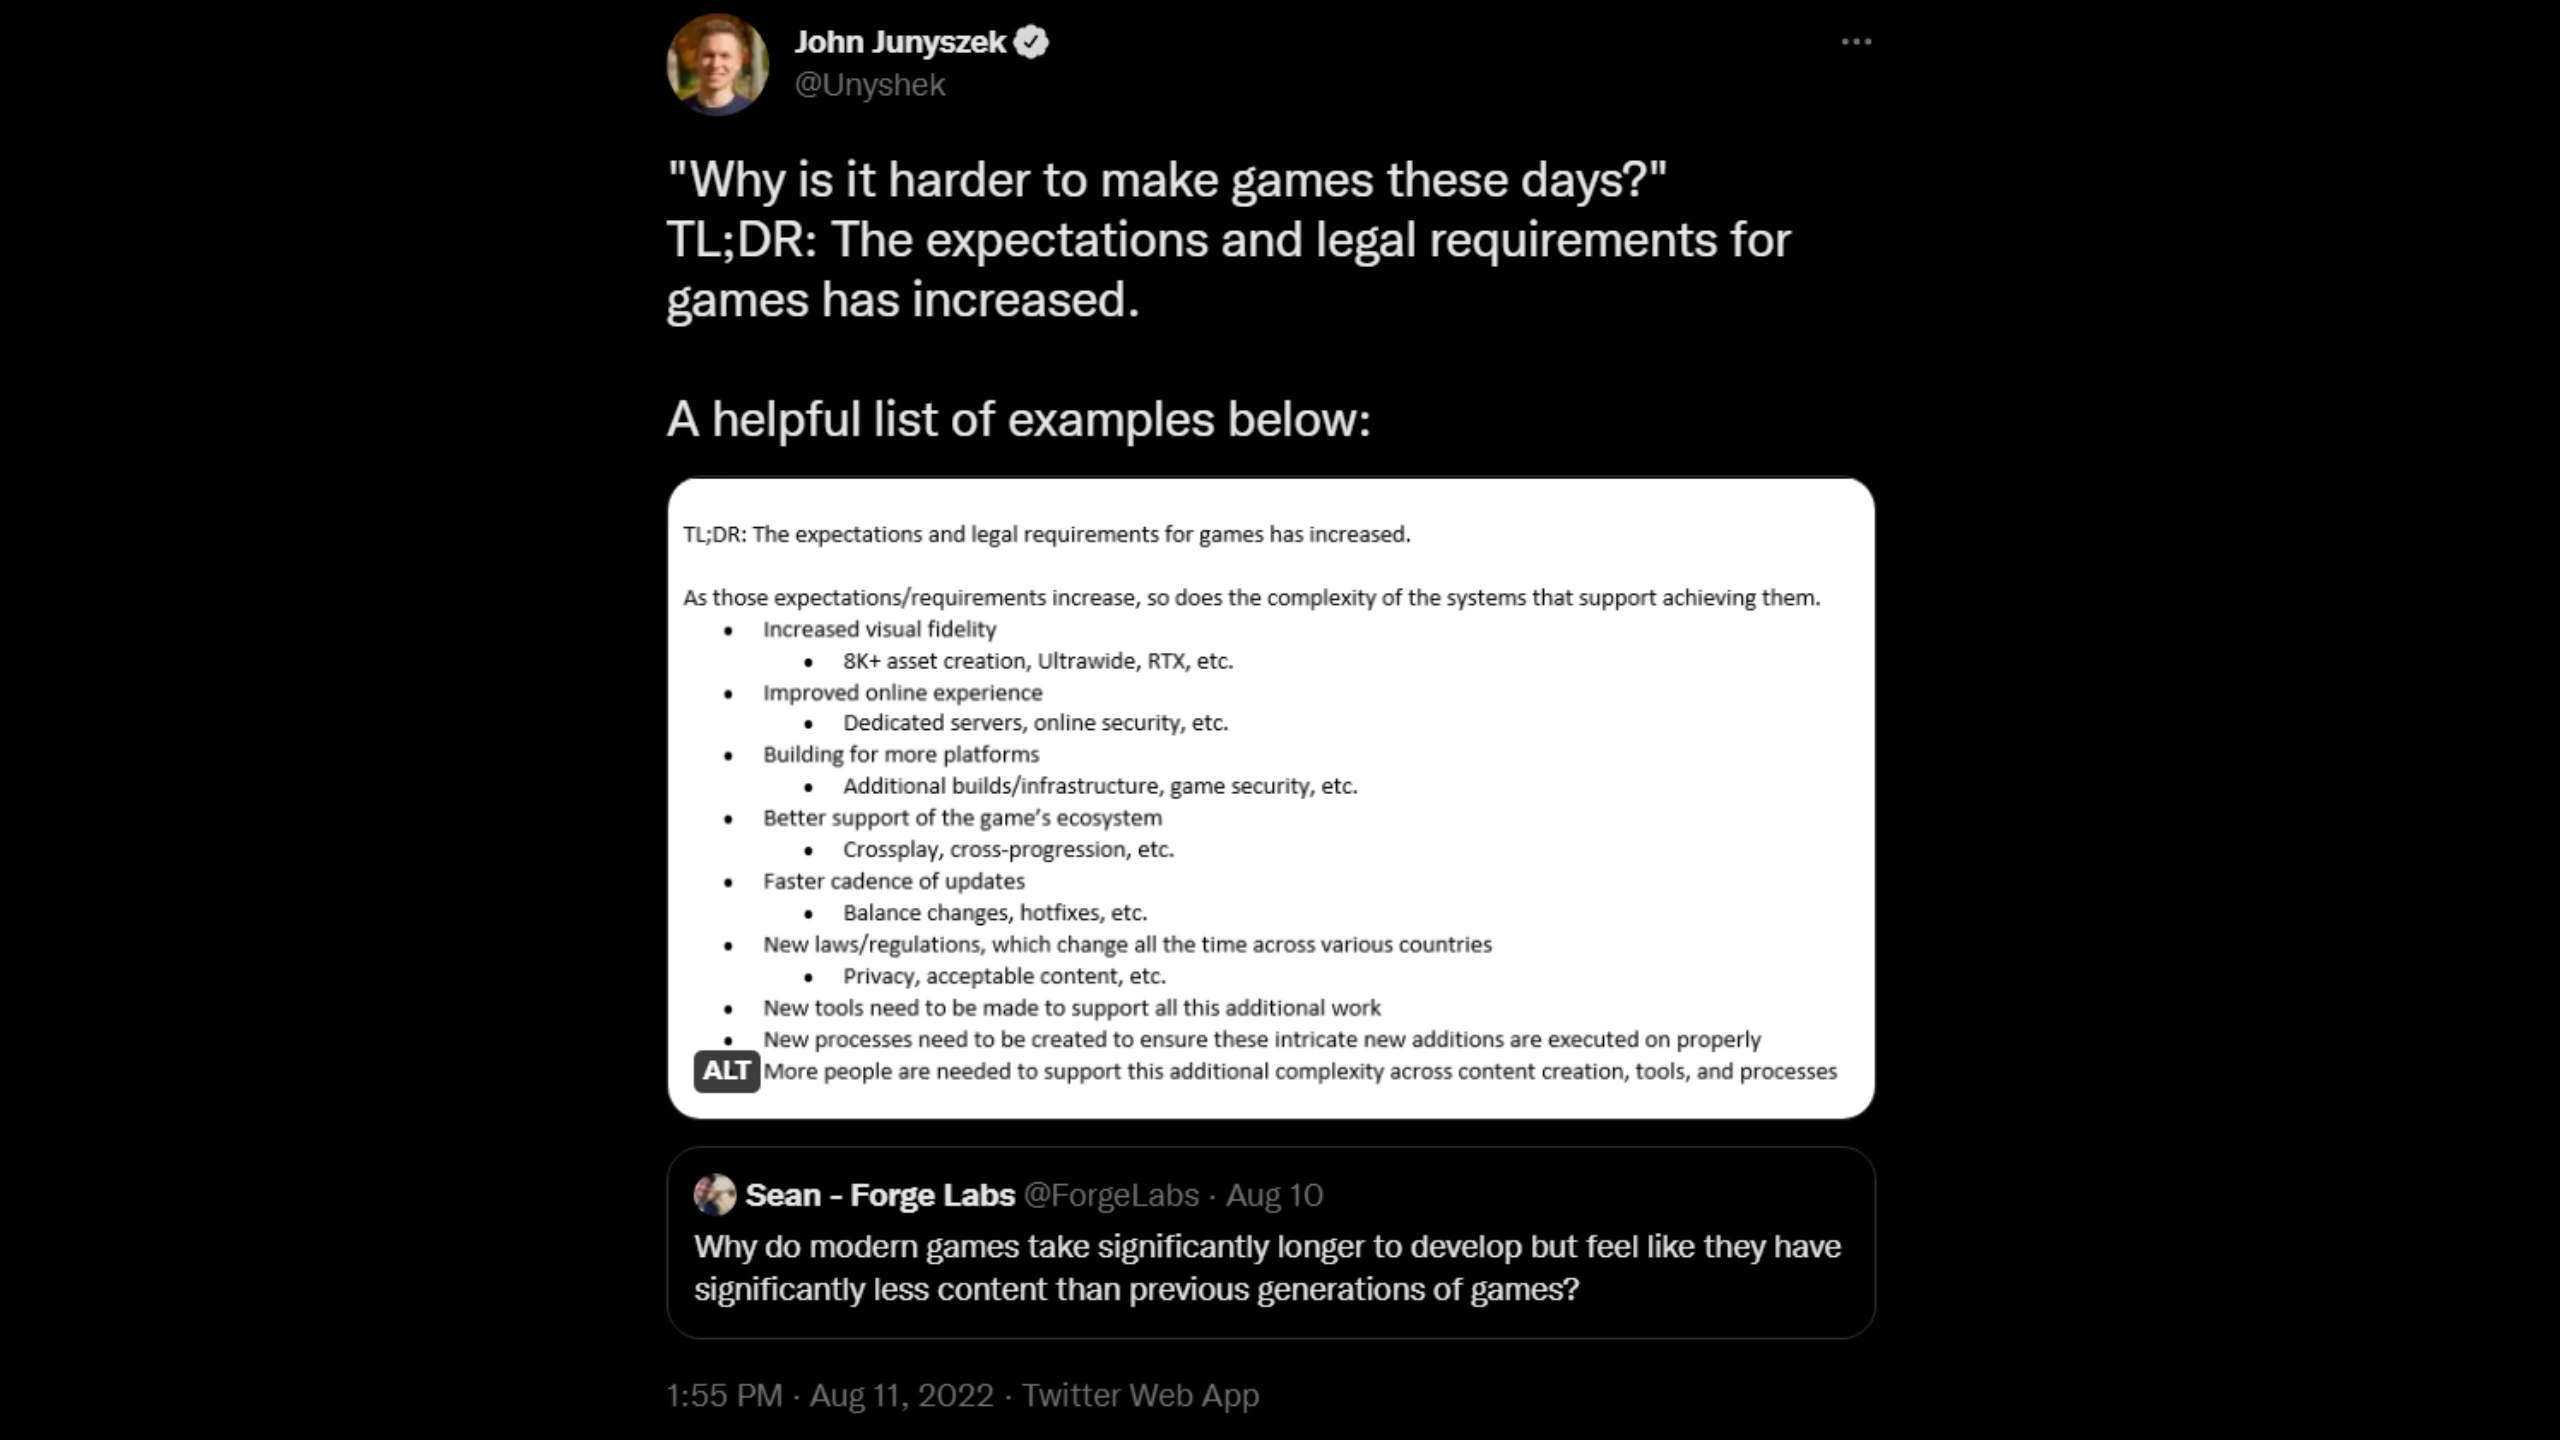 John Junyszek
@Unyshek
"Why is it harder to make games these days?"
TL;DR: The expectations and legal requirements for
games has increased.
A helpful list of examples below:
TL;DR: The expectations and legal requirements for games has increased.
As those expectations/requirements increase, so does the complexity of the systems that support achieving them.
• Increased visual fidelity
• 8K+ asset creation, Ultrawide, RTX, etc.
• Improved online experience
• Dedicated servers, online security, etc.
• Building for more platforms
• Additional builds/infrastructure, game security, etc.
• Better support of the game's ecosystem
• Crossplay, cross-progression, etc.
• Faster cadence of updates
• Balance changes, hotfixes, etc.
• New laws/regulations, which change all the time across various countries
• Privacy, acceptable content, etc.
• New tools need to be made to support all this additional work
• New processes need to be created to ensure these intricate new additions are executed on properly
ALT More people are needed to support this additional complexity across content creation, tools, and processes
Sean - Forge Labs @ForgeLabs · Aug 10
Why do modern games take significantly longer to develop but feel like they have
significantly less content than previous generations of games?
1:55 PM · Aug 11, 2022 · Twitter Web App